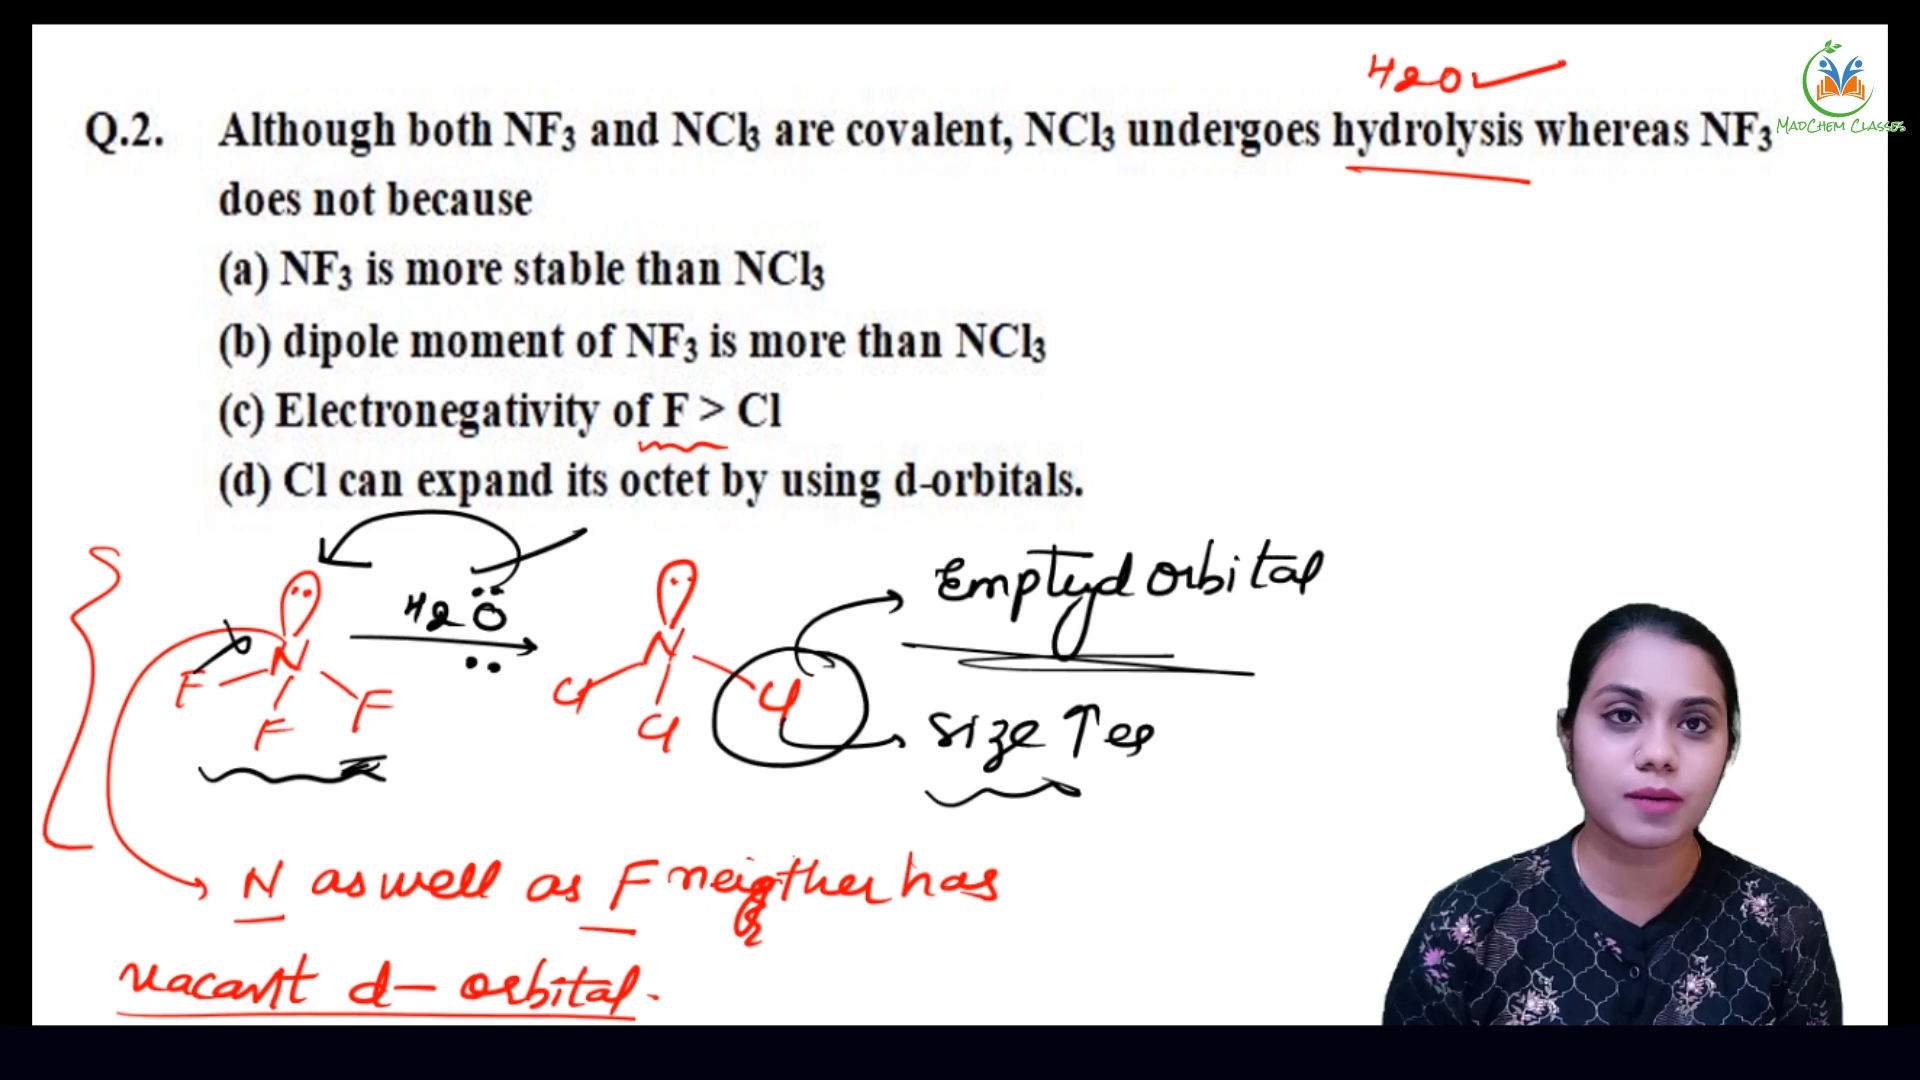 H2O
MADCHEM CLASSES
Q.2. Although both NF3 and NCl3 are covalent, NCl3 undergoes hydrolysis whereas NF3
does not because
(a) NF3 is more stable than NCl3
(b) dipole moment of NF3 is more than NCl3
(c) Electronegativity of F > Cl
(d) Cl can expand its octet by using d-orbitals.
H2O
N
F
F
F
N
Cl
Cl
Cl
Empty d orbital
size ↑es
N as well as F neigther has
vacant d- orbital.